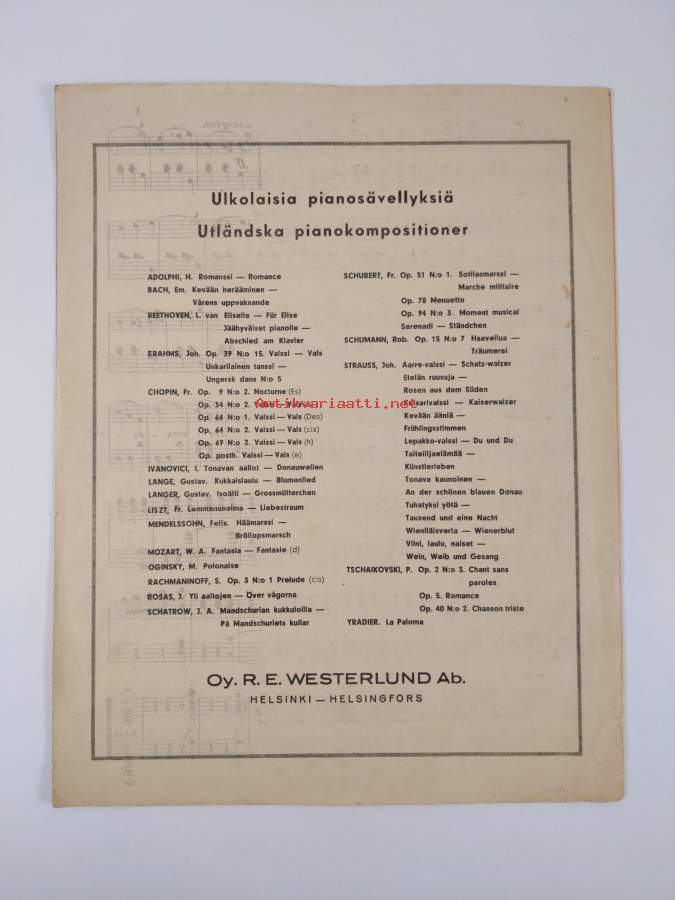 Ulkolaisia pianosävellyksiä
Utländska pianokompositioner
ADOLPHI, H. Romanssi — Romance
BACH, Em. Kevään herääminen —
Vårens uppvaknande
BEETHOVEN, L. van Eliselle — Für Elise
Jäähyväiset pianolle —
Abschied am Klavier
BRAHMS, Joh. Op. 39 N:o 15. Valssi — Vals
Unkarilainen tanssi —
Ungersk dans N:o 5
CHOPIN, Fr. Op. 9 N:o 2. Nocturne (Es)
Op. 34 N:o 2. Valssi — Vals
Op. 64 N:o 1. Valssi — Vals (Des)
Op. 64 N:o 2. Valssi — Vals (cis)
Op. 69 N:o 2. Valssi — Vals (h)
Op. posth. Valssi — Vals (e)
IVANOVICI, I. Tonavan aallot — Donauwellen
LANGE, Gustav. Kukkaislaulu — Blumenlied
LANGER, Gustav. Isoäiti — Grossmütterchen
LISZT, Fr. Lemmenunelma — Liebestraum
MENDELSSOHN, Felix. Häämarssi —
Bröllopsmarsch
MOZART, W. A. Fantasia — Fantasie (d)
OGINSKY, M. Polonaise
RACHMANINOFF, S. Op. 3 N:o 1 Prelude (cis)
ROSAS, J. Yli aaltojen — Över vågorna
SCHATROW, J. A. Mandschurian kukkuloilla —
På Mandschuriets kullar
SCHUBERT, Fr. Op. 51 N:o 1. Sotilasmarssi —
Marche militaire
Op. 78 Menuetto
Op. 94 N:o 3. Moment musical
Serenadi — Ständchen
SCHUMANN, Rob. Op. 15 N:o 7 Haaveilua —
Träumerei
STRAUSS, Joh. Aarre-valssi — Schatz-walzer
Etelän ruusuja —
Rosen aus dem Süden
Keisarivalssi — Kaiserwalzer
Kevään ääniä —
Frühlingsstimmen
Lepakko-valssi — Du und Du
Taiteilijaelämää —
Künstlerleben
Tonava kaunoinen —
An der schönen blauen Donau
Tuhatyksi yötä —
Tausend und eine Nacht
Wieniläisverta — Wienerblut
Viini, laulu, naiset —
Wein, Weib und Gesang
TSCHAIKOVSKI, P. Op. 2 N:o 3. Chant sans
paroles
Op. 5. Romance
Op. 40 N:o 2. Chanson triste
YRADIER. La Paloma
Antikvariaatti.net
Oy. R. E. WESTERLUND Ab.
HELSINKI — HELSINGFORS